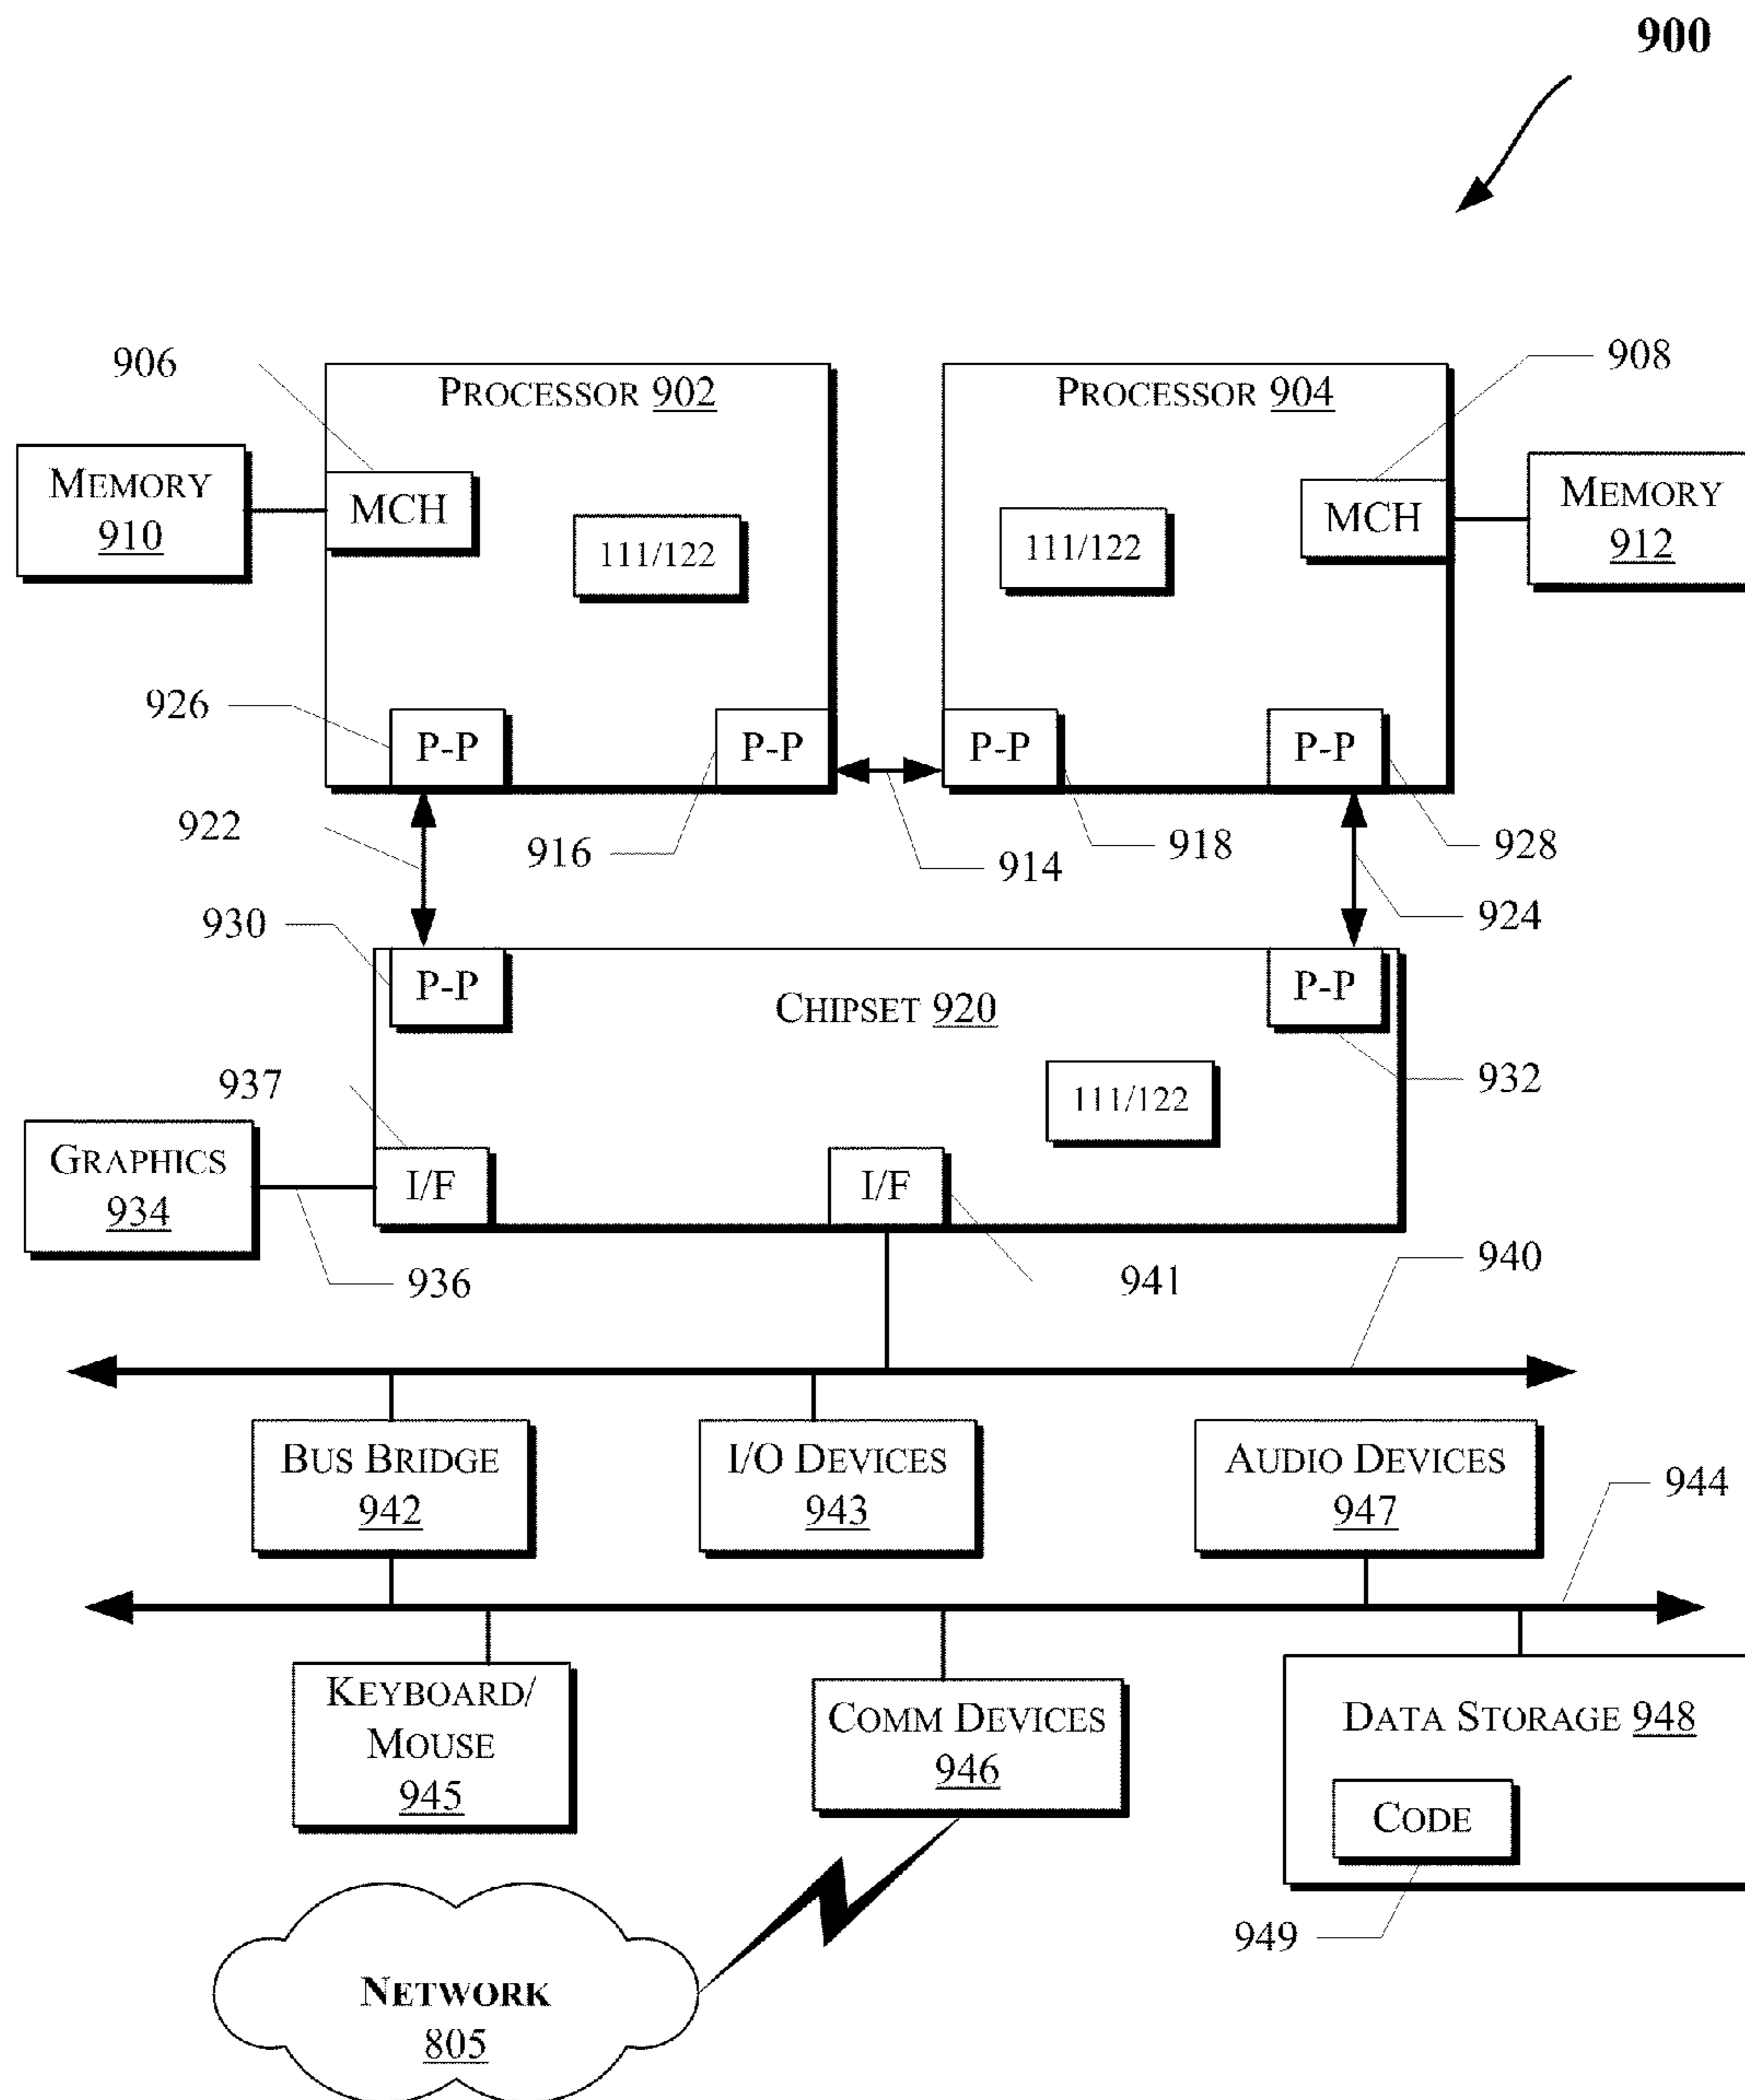 900
906
PROCESSOR 902
PROCESSOR 904
908
MEMORY
910
MCH
111/122
111/122
MCH
MEMORY
912
926
P-P
P-P
P-P
P-P
922
916
914
918
928
930
924
P-P
CHIPSET 920
P-P
937
111/122
932
GRAPHICS
934
I/F
I/F
936
941
940
BUS BRIDGE
942
I/O DEVICES
943
AUDIO DEVICES
947
944
KEYBOARD/
MOUSE
945
COMM DEVICES
946
DATA STORAGE 948
CODE
949
NETWORK
805